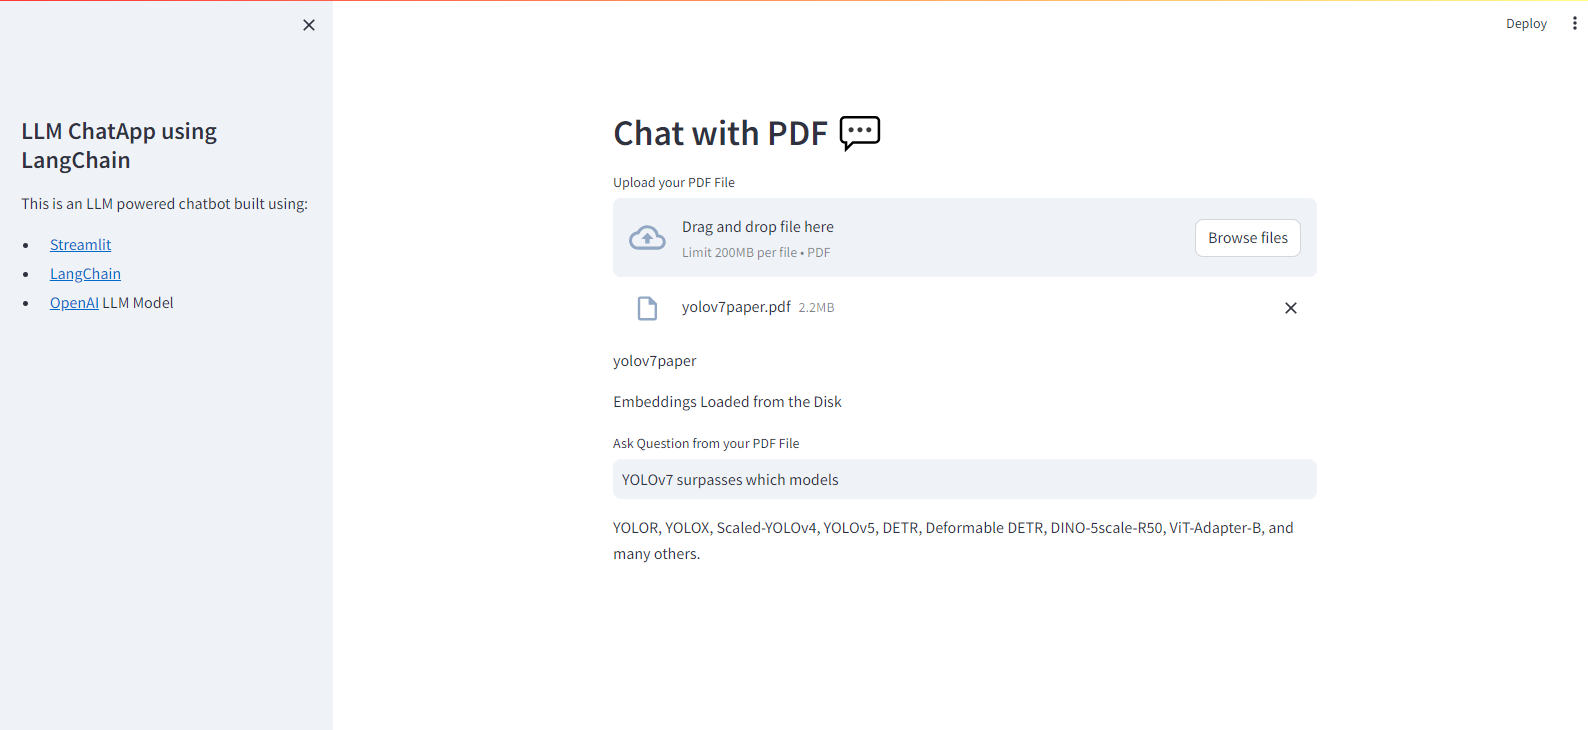 Deploy
LLM ChatApp using
LangChain
This is an LLM powered chatbot built using:
Streamlit
LangChain
OpenAI LLM Model
Chat with PDF
Upload your PDF File
Drag and drop file here
Limit 200MB per file • PDF
Browse files
yolov7paper.pdf 2.2MB
yolov7paper
Embeddings Loaded from the Disk
Ask Question from your PDF File
YOLOv7 surpasses which models
YOLOR, YOLOX, Scaled-YOLOv4, YOLOv5, DETR, Deformable DETR, DINO-5scale-R50, ViT-Adapter-B, and
many others.